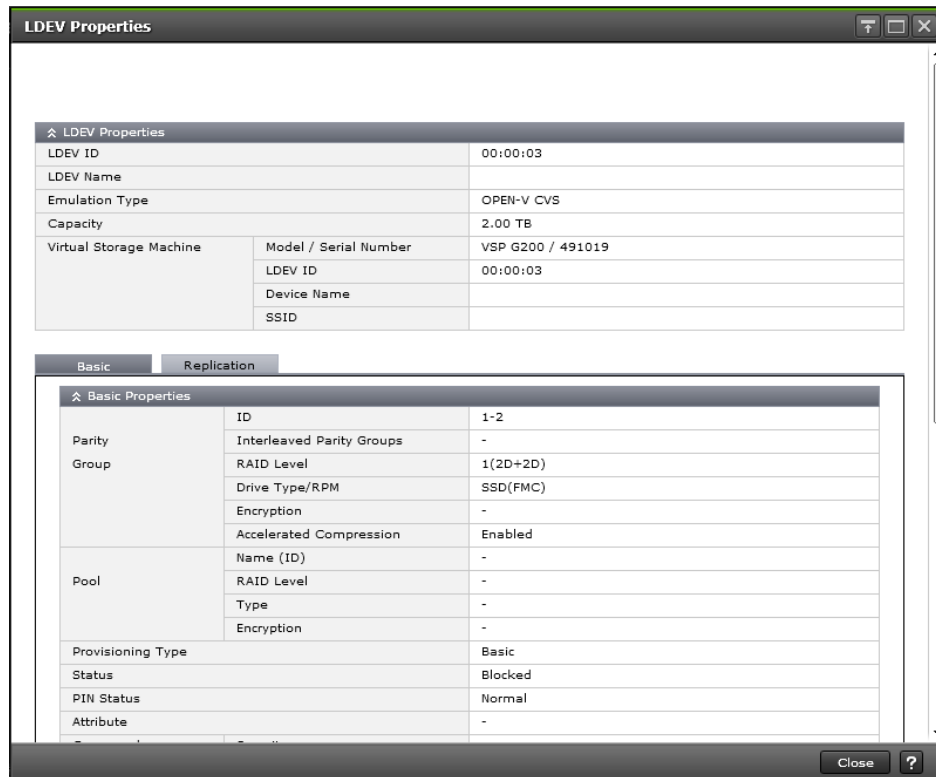 LDEV Properties
LDEV Properties
LDEV ID 00:00:03
LDEV Name
Emulation Type OPEN-V CVS
Capacity 2.00 TB
Virtual Storage Machine Model / Serial Number VSP G200 / 491019
LDEV ID 00:00:03
Device Name
SSID
Basic Replication
Basic Properties
ID 1-2
Parity Interleaved Parity Groups -
Group RAID Level 1(2D+2D)
Drive Type/RPM SSD(FMC)
Encryption -
Accelerated Compression Enabled
Name (ID) -
Pool RAID Level -
Type -
Encryption -
Provisioning Type Basic
Status Blocked
PIN Status Normal
Attribute -
Close ?